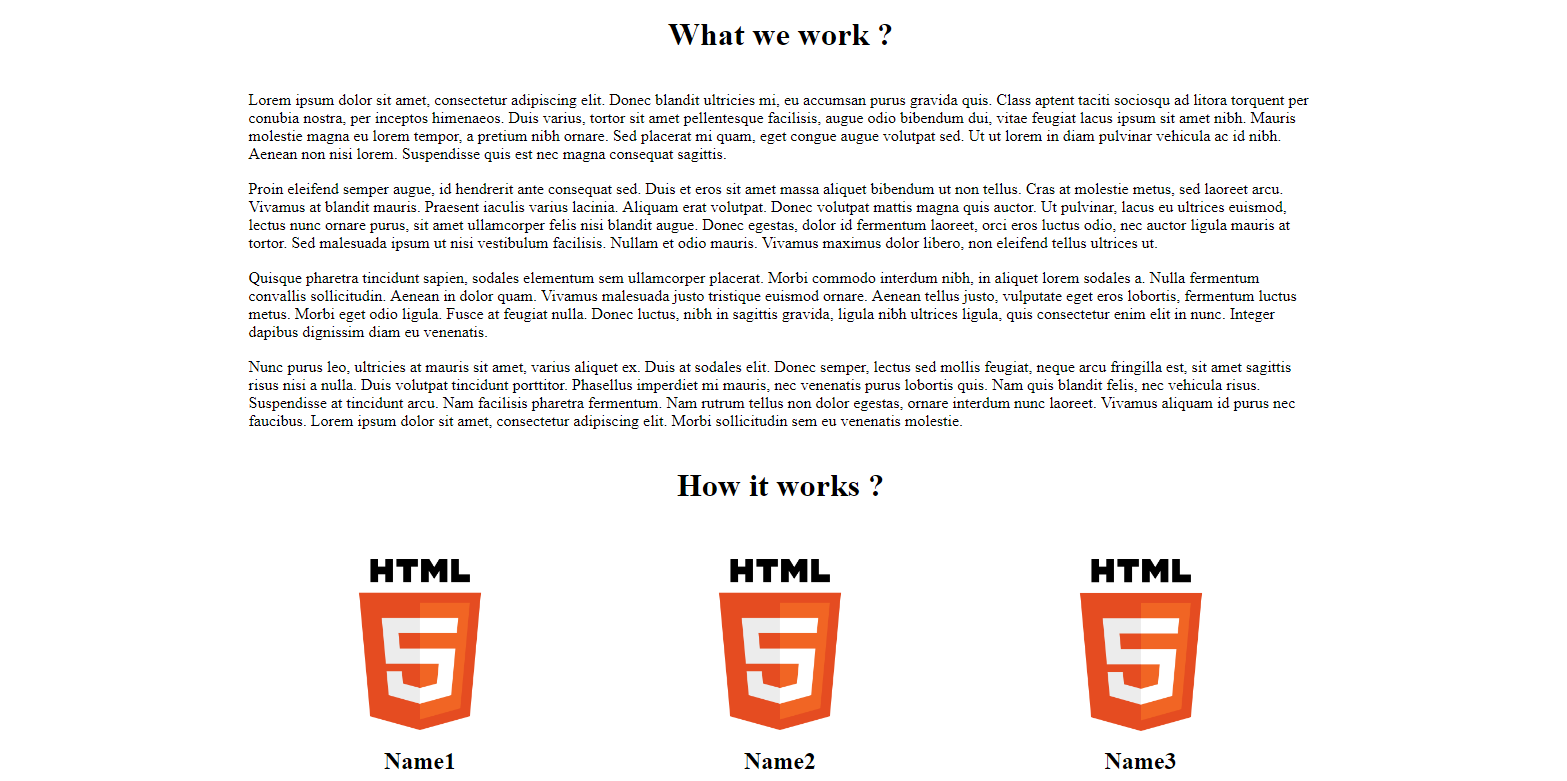 What we work ?
Lorem ipsum dolor sit amet, consectetur adipiscing elit. Donec blandit ultricies mi, eu accumsan purus gravida quis. Class aptent taciti sociosqu ad litora torquent per
conubia nostra, per inceptos himenaeos. Duis varius, tortor sit amet pellentesque facilisis, augue odio bibendum dui, vitae feugiat lacus ipsum sit amet nibh. Mauris
molestie magna eu lorem tempor, a pretium nibh ornare. Sed placerat mi quam, eget congue augue volutpat sed. Ut ut lorem in diam pulvinar vehicula ac id nibh.
Aenean non nisi lorem. Suspendisse quis est nec magna consequat sagittis.
Proin eleifend semper augue, id hendrerit ante consequat sed. Duis et eros sit amet massa aliquet bibendum ut non tellus. Cras at molestie metus, sed laoreet arcu.
Vivamus at blandit mauris. Praesent iaculis varius lacinia. Aliquam erat volutpat. Donec volutpat mattis magna quis auctor. Ut pulvinar, lacus eu ultrices euismod,
lectus nunc ornare purus, sit amet ullamcorper felis nisi blandit augue. Donec egestas, dolor id fermentum laoreet, orci eros luctus odio, nec auctor ligula mauris at
tortor. Sed malesuada ipsum ut nisi vestibulum facilisis. Nullam et odio mauris. Vivamus maximus dolor libero, non eleifend tellus ultrices ut.
Quisque pharetra tincidunt sapien, sodales elementum sem ullamcorper placerat. Morbi commodo interdum nibh, in aliquet lorem sodales a. Nulla fermentum
convallis sollicitudin. Aenean in dolor quam. Vivamus malesuada justo tristique euismod ornare. Aenean tellus justo, vulputate eget eros lobortis, fermentum luctus
metus. Morbi eget odio ligula. Fusce at feugiat nulla. Donec luctus, nibh in sagittis gravida, ligula nibh ultrices ligula, quis consectetur enim elit in nunc. Integer
dapibus dignissim diam eu venenatis.
Nunc purus leo, ultricies at mauris sit amet, varius aliquet ex. Duis at sodales elit. Donec semper, lectus sed mollis feugiat, neque arcu fringilla est, sit amet sagittis
risus nisi a nulla. Duis volutpat tincidunt porttitor. Phasellus imperdiet mi mauris, nec venenatis purus lobortis quis. Nam quis blandit felis, nec vehicula risus.
Suspendisse at tincidunt arcu. Nam facilisis pharetra fermentum. Nam rutrum tellus non dolor egestas, ornare interdum nunc laoreet. Vivamus aliquam id purus nec
faucibus. Lorem ipsum dolor sit amet, consectetur adipiscing elit. Morbi sollicitudin sem eu venenatis molestie.
How it works ?
HTML HTML HTML
5 5 5
Name1 Name2 Name3